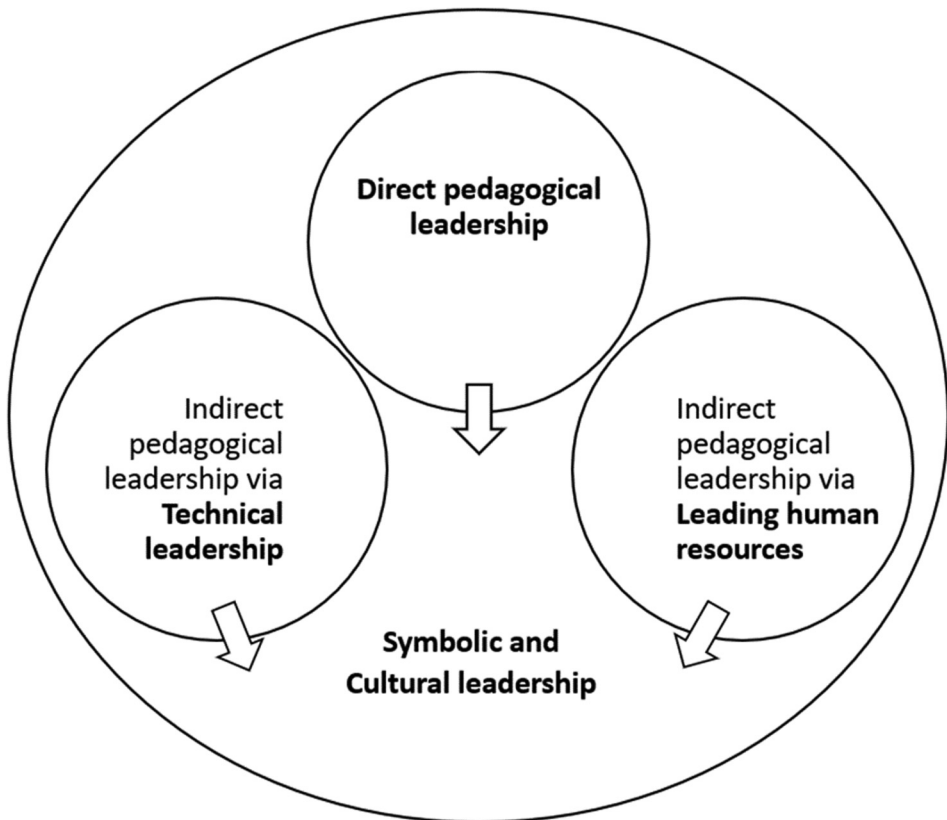 Direct pedagogical
leadership
Indirect
pedagogical
leadership via
Technical
leadership
Indirect
pedagogical
leadership via
Leading human
resources
Symbolic and
Cultural leadership